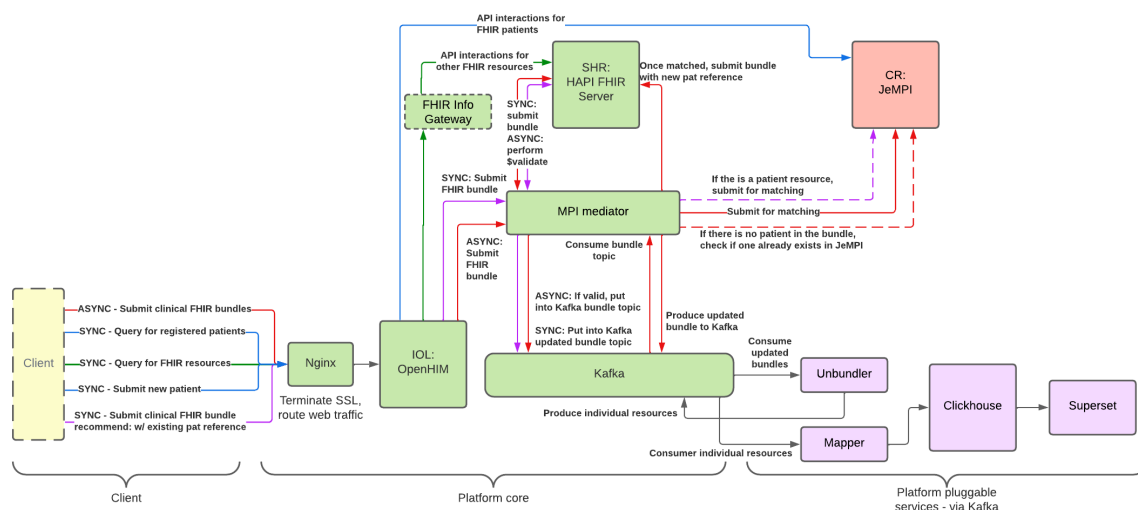 API interactions for
FHIR patients
API interactions for
other FHIR resources
SHR:
HAPI FHIR
Server
Once matched, submit bundle
with new pat reference
CR:
JeMPI
FHIR Info
Gateway
SYNC:
submit
bundle
ASYNC:
perform
$validate
SYNC: Submit
FHIR bundle
If the is a patient resource,
submit for matching
MPI mediator
Submit for matching
If there is no patient in the bundle,
check if one already exists in JeMPI
ASYNC:
Submit
FHIR
bundle
Consume bundle
topic
ASYNC: If valid, put
into Kafka bundle topic
SYNC: Put into Kafka
updated bundle topic
Produce updated
bundle to Kafka
Client
ASYNC - Submit clinical FHIR bundles
SYNC - Query for registered patients
SYNC - Query for FHIR resources
SYNC - Submit new patient
SYNC - Submit clinical FHIR bundle
recommend: w/ existing pat reference
Nginx
Terminate SSL,
route web traffic
IOL:
OpenHIM
Kafka
Consume
updated
bundles
Unbundler
Produce individual resources
Consumer individual resources
Mapper
Clickhouse
Superset
Client
Platform core
Platform pluggable
services - via Kafka